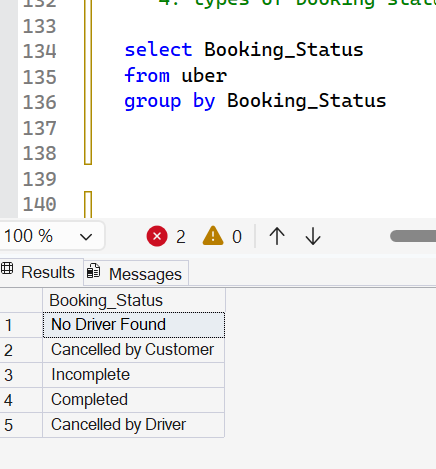 132 4. types of Booking stat
133
134 select Booking_Status
135 from uber
136 group by Booking_Status
137
138
139
140
100 % 2 0
Results Messages
Booking_Status
1 No Driver Found
2 Cancelled by Customer
3 Incomplete
4 Completed
5 Cancelled by Driver